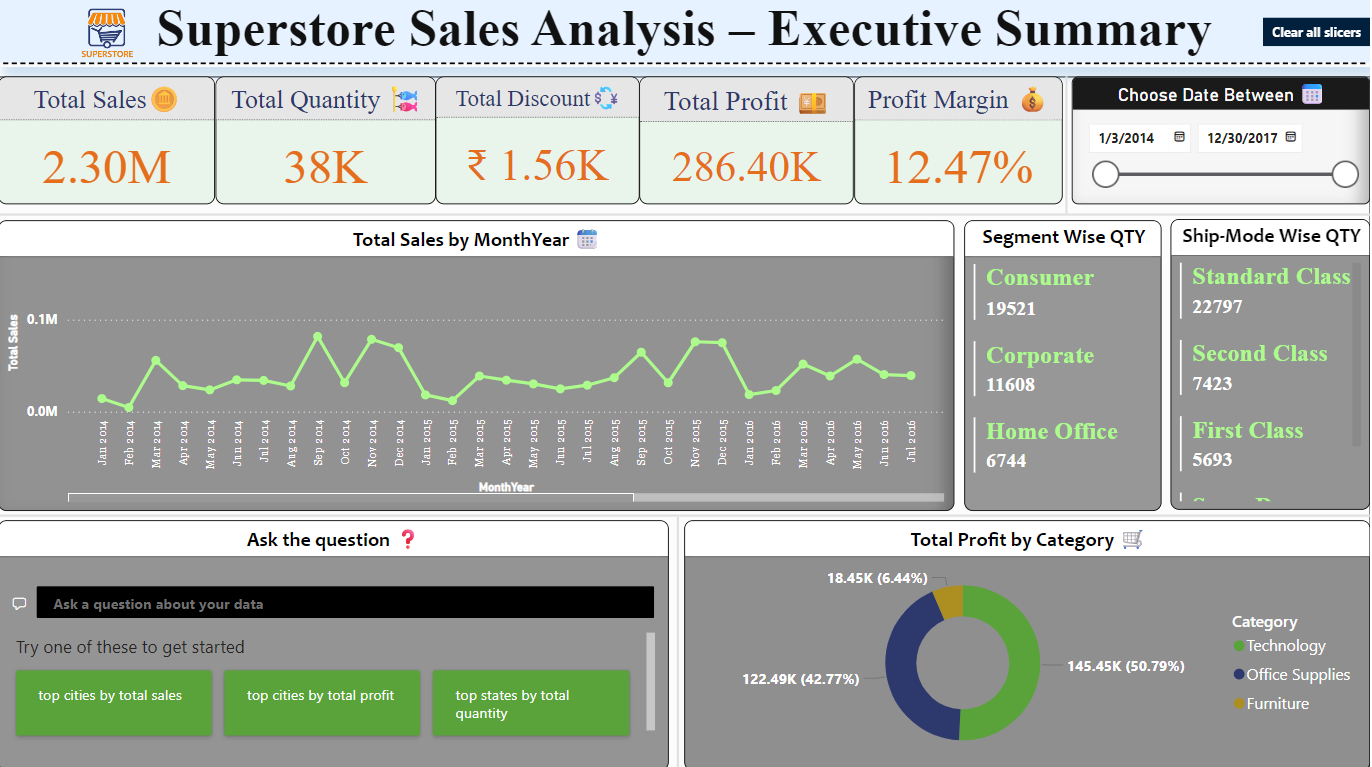 SUPERSTORE
Superstore Sales Analysis – Executive Summary
Clear all slicers
Total Sales
2.30M
Total Quantity
38K
Total Discount
₹ 1.56K
Total Profit
286.40K
Profit Margin
12.47%
Choose Date Between
1/3/2014
12/30/2017
Total Sales by MonthYear
Total Sales
0.1M
0.0M
Jan 2014
Feb 2014
Mar 2014
Apr 2014
May 2014
Jun 2014
Jul 2014
Aug 2014
Sep 2014
Oct 2014
Nov 2014
Dec 2014
Jan 2015
Feb 2015
Mar 2015
Apr 2015
May 2015
Jun 2015
Jul 2015
Aug 2015
Sep 2015
Oct 2015
Nov 2015
Dec 2015
Jan 2016
Feb 2016
Mar 2016
Apr 2016
May 2016
Jun 2016
Jul 2016
MonthYear
Segment Wise QTY
Consumer
19521
Corporate
11608
Home Office
6744
Ship-Mode Wise QTY
Standard Class
22797
Second Class
7423
First Class
5693
Ask the question
Ask a question about your data
Try one of these to get started
top cities by total sales
top cities by total profit
top states by total
quantity
Total Profit by Category
18.45K (6.44%)
122.49K (42.77%)
145.45K (50.79%)
Category
Technology
Office Supplies
Furniture